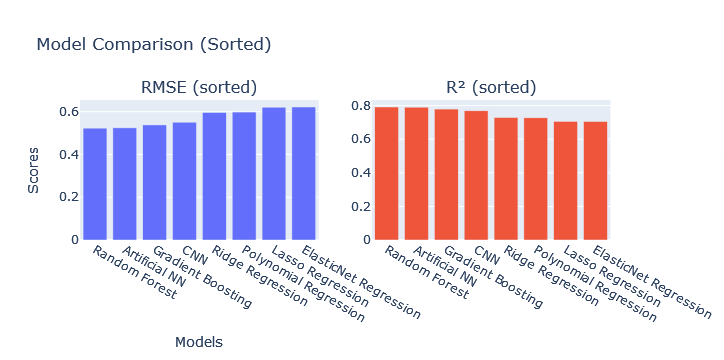 Model Comparison (Sorted)
RMSE (sorted)
R² (sorted)
Scores
0.6
0.4
0.2
0
0.8
0.6
0.4
0.2
0
Random Forest
Artificial NN
Gradient Boosting
CNN
Ridge Regression
Polynomial Regression
Lasso Regression
ElasticNet Regression
Random Forest
Artificial NN
Gradient Boosting
CNN
Ridge Regression
Polynomial Regression
Lasso Regression
ElasticNet Regression
Models